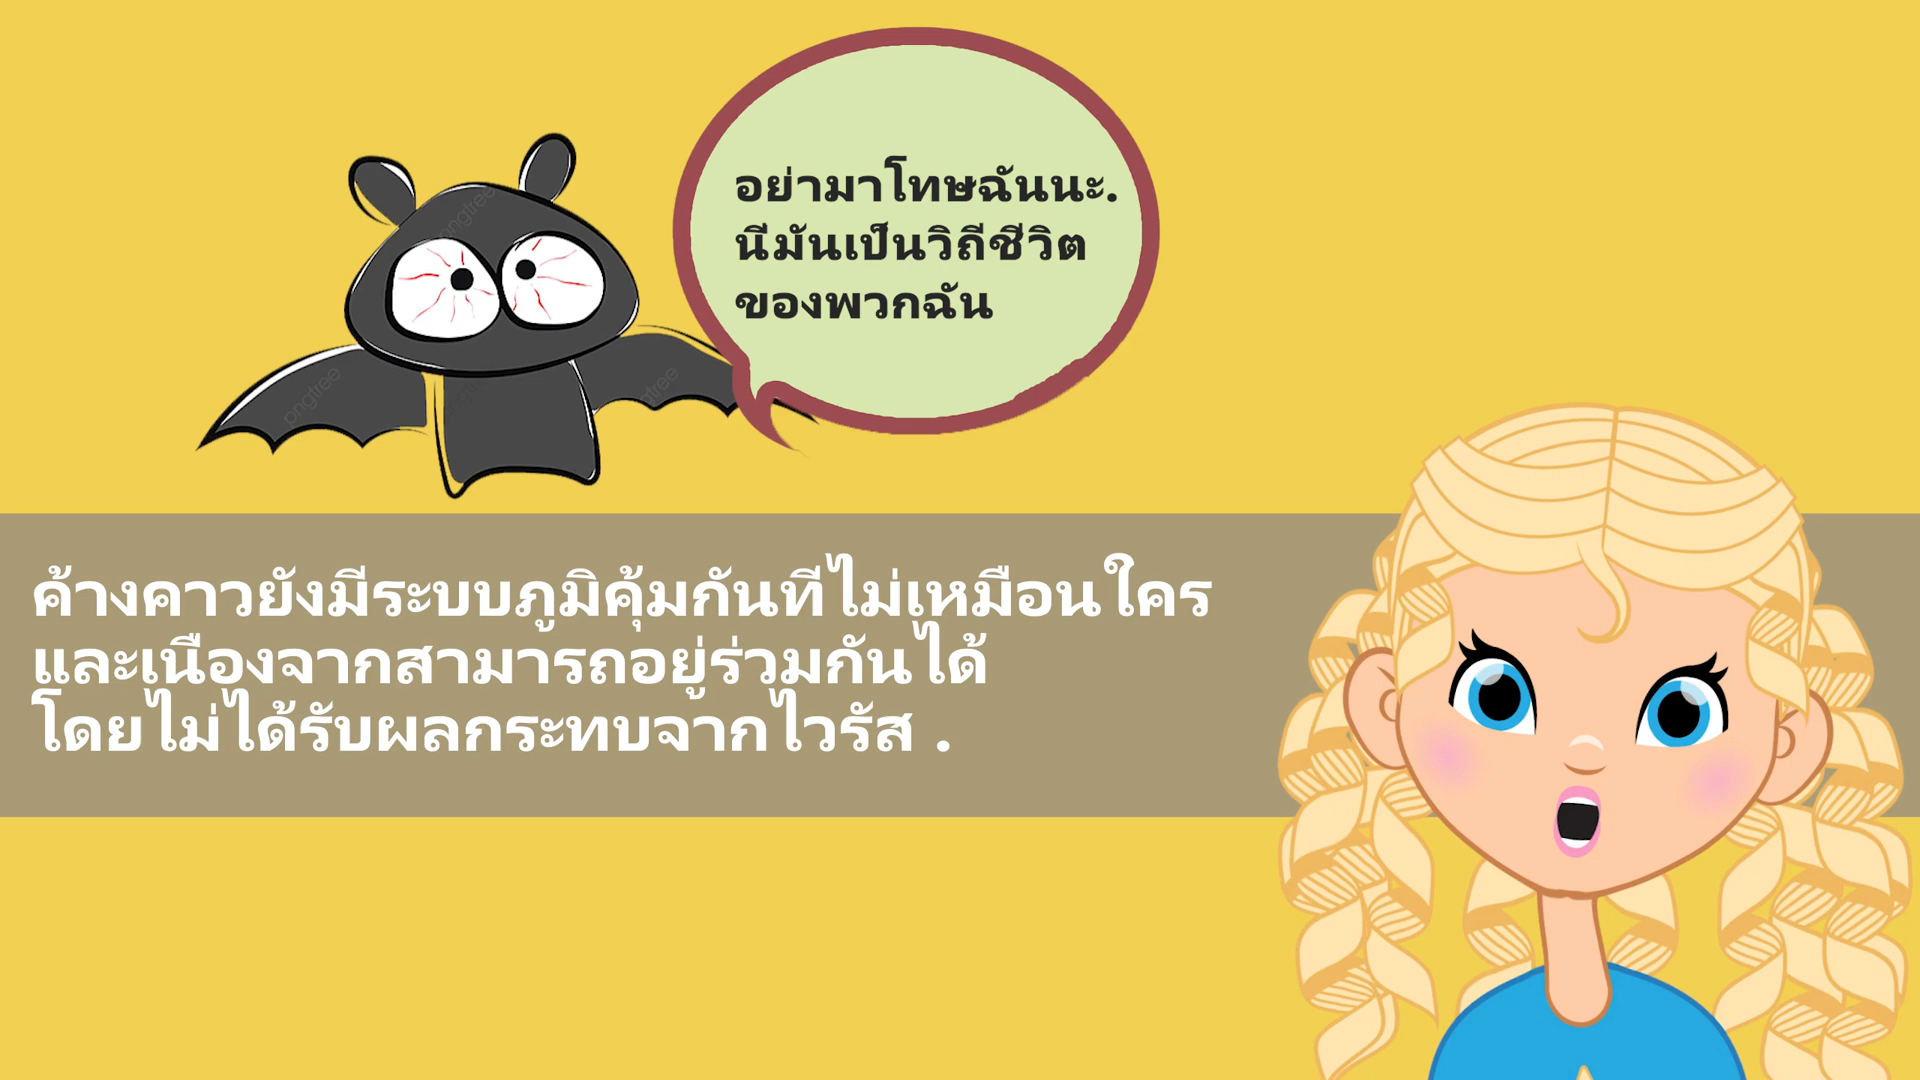 อย่ามาโทษฉันนะ.
นี่มันเป็นวิถีชีวิต
ของพวกฉัน
pngtree
pngtree
ngtree
ค้างคาวยังมีระบบภูมิคุ้มกันที่ไม่เหมือนใคร
และเนื่องจากสามารถอยู่ร่วมกันได้
โดยไม่ได้รับผลกระทบจากไวรัส .